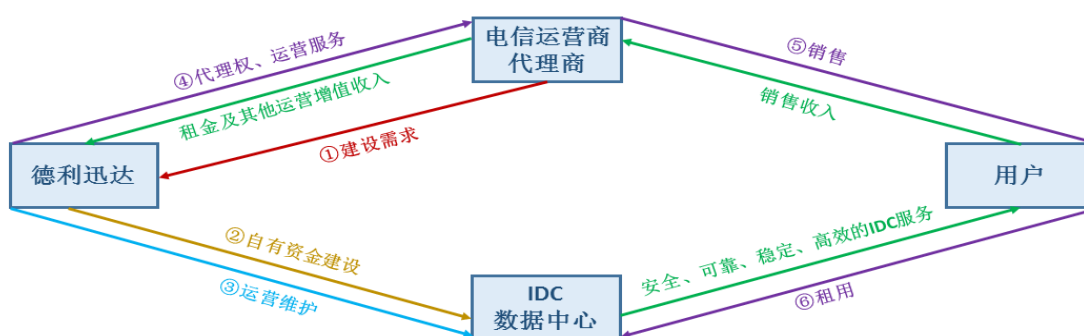 电信运营商
代理商
④代理权、运营服务
⑤销售
租金及其他运营增值收入
销售收入
①建设需求
德利迅达
用户
②自有资金建设
安全、可靠、稳定、高效的IDC服务
③运营维护
IDC
数据中心
⑥租用